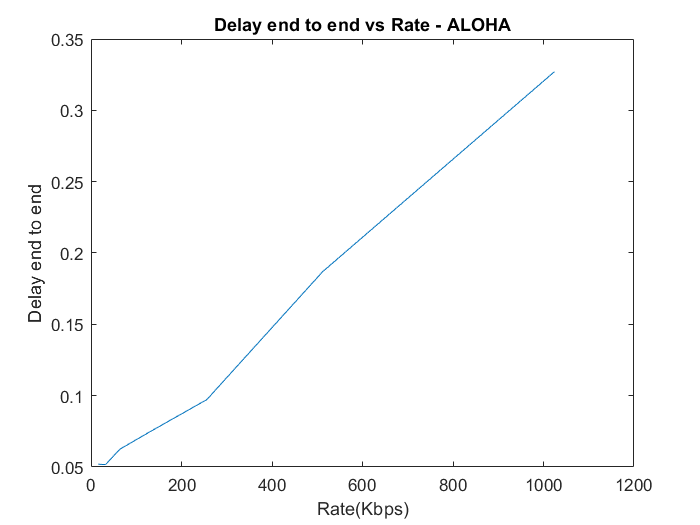 Delay end to end vs Rate - ALOHA
0.35
0.3
0.25
0.2
0.15
0.1
0.05
Delay end to end
0 200 400 600 800 1000 1200
Rate(Kbps)